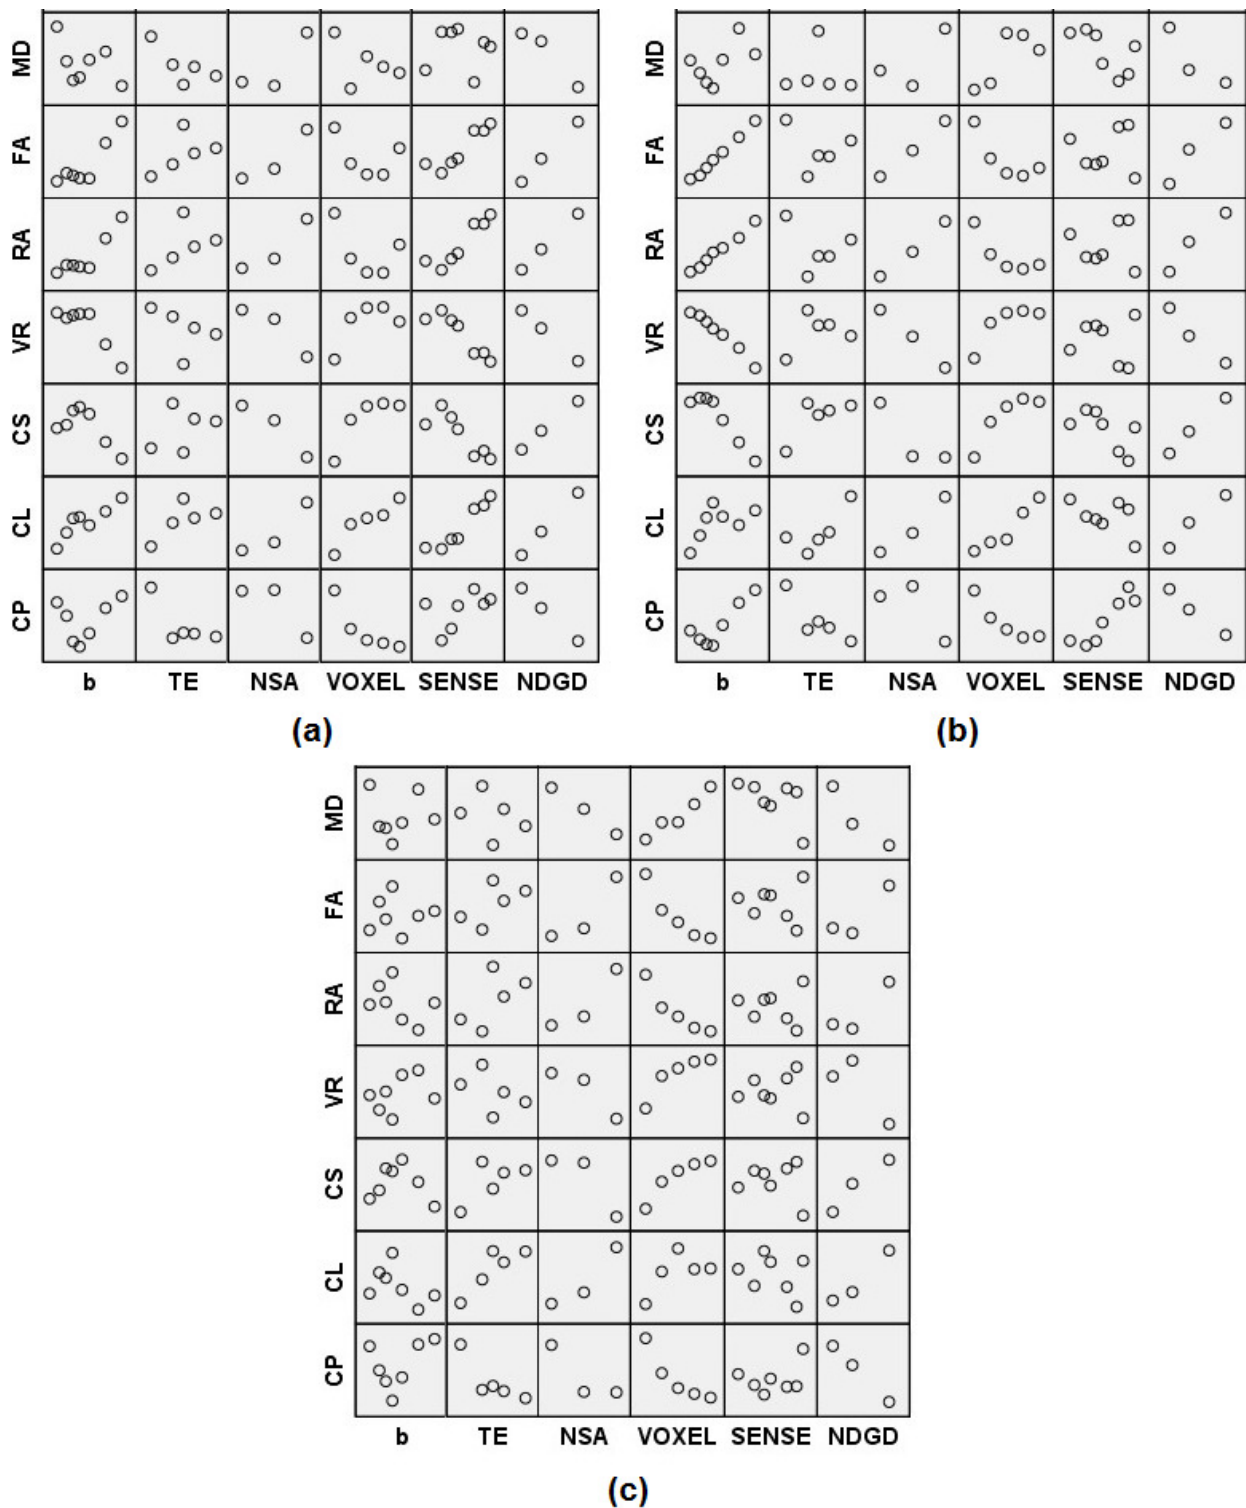 MD
FA
RA
VR
CS
CL
CP
b TE NSA VOXEL SENSE NDGD
(a)
MD
FA
RA
VR
CS
CL
CP
b TE NSA VOXEL SENSE NDGD
(b)
MD
FA
RA
VR
CS
CL
CP
b TE NSA VOXEL SENSE NDGD
(c)